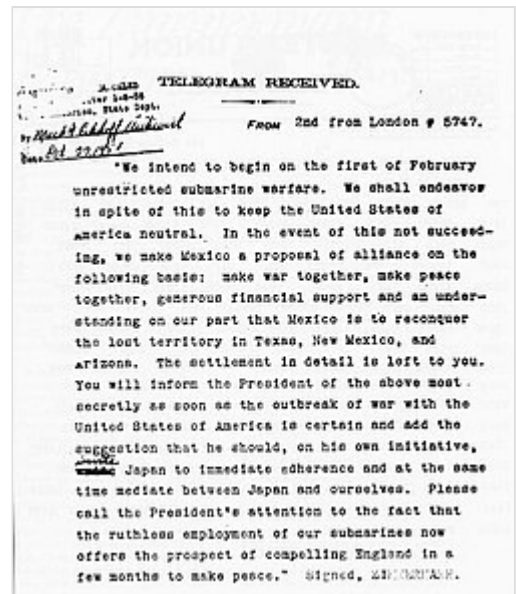 TELEGRAM RECEIVED.
FROM 2nd from London # 5747.
"We intend to begin on the first of February
unrestricted submarine warfare. We shall endeavor
in spite of this to keep the United States of
America neutral. In the event of this not succeed-
ing, we make Mexico a proposal of alliance on the
following basis: make war together, make peace
together, generous financial support and an under-
standing on our part that Mexico is to reconquer
the lost territory in Texas, New Mexico, and
Arizona. The settlement in detail is left to you.
You will inform the President of the above most
secretly as soon as the outbreak of war with the
United States of America is certain and add the
suggestion that he should, on his own initiative,
invite Japan to immediate adherence and at the same
time mediate between Japan and ourselves. Please
call the President's attention to the fact that
the ruthless employment of our submarines now
offers the prospect of compelling England in a
few months to make peace." Signed, ZIMMERMANN.